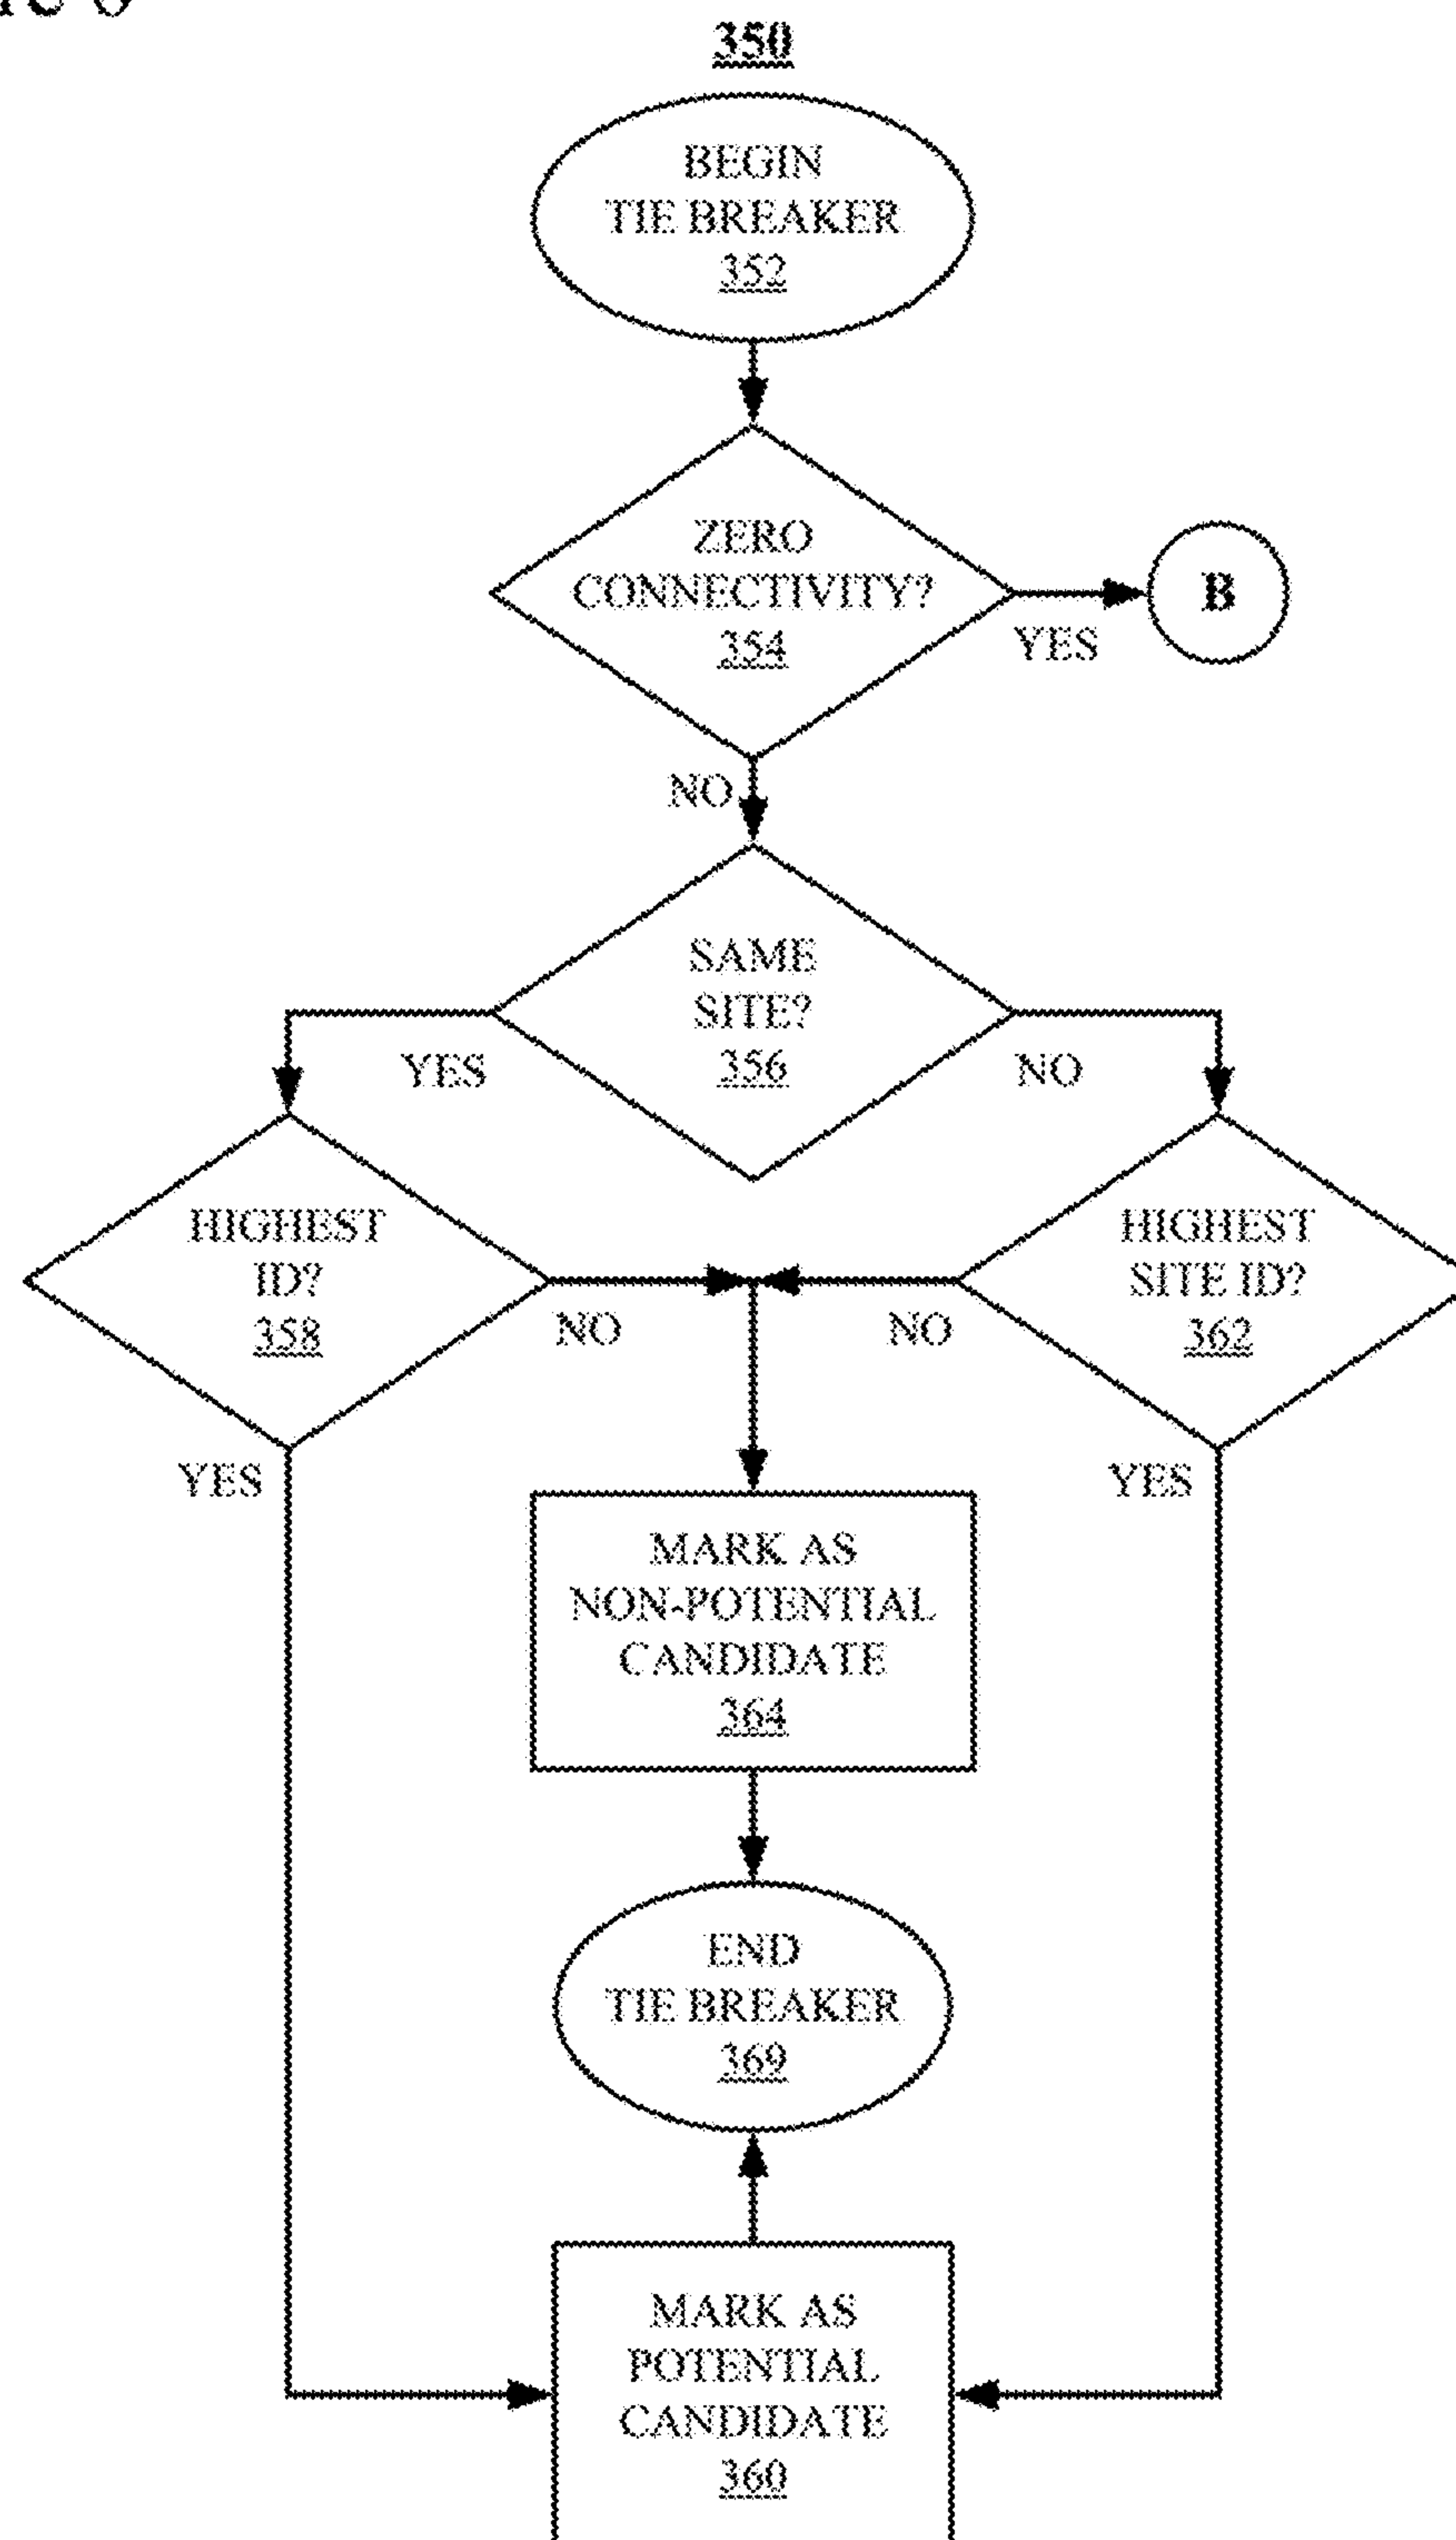 350
BEGIN
TIE BREAKER
352
ZERO
CONNECTIVITY?
354
YES
B
NO
SAME
SITE?
356
YES
NO
HIGHEST
ID?
358
NO
YES
HIGHEST
SITE ID?
362
NO
YES
MARK AS
NON-POTENTIAL
CANDIDATE
364
END
TIE BREAKER
369
MARK AS
POTENTIAL
CANDIDATE
360